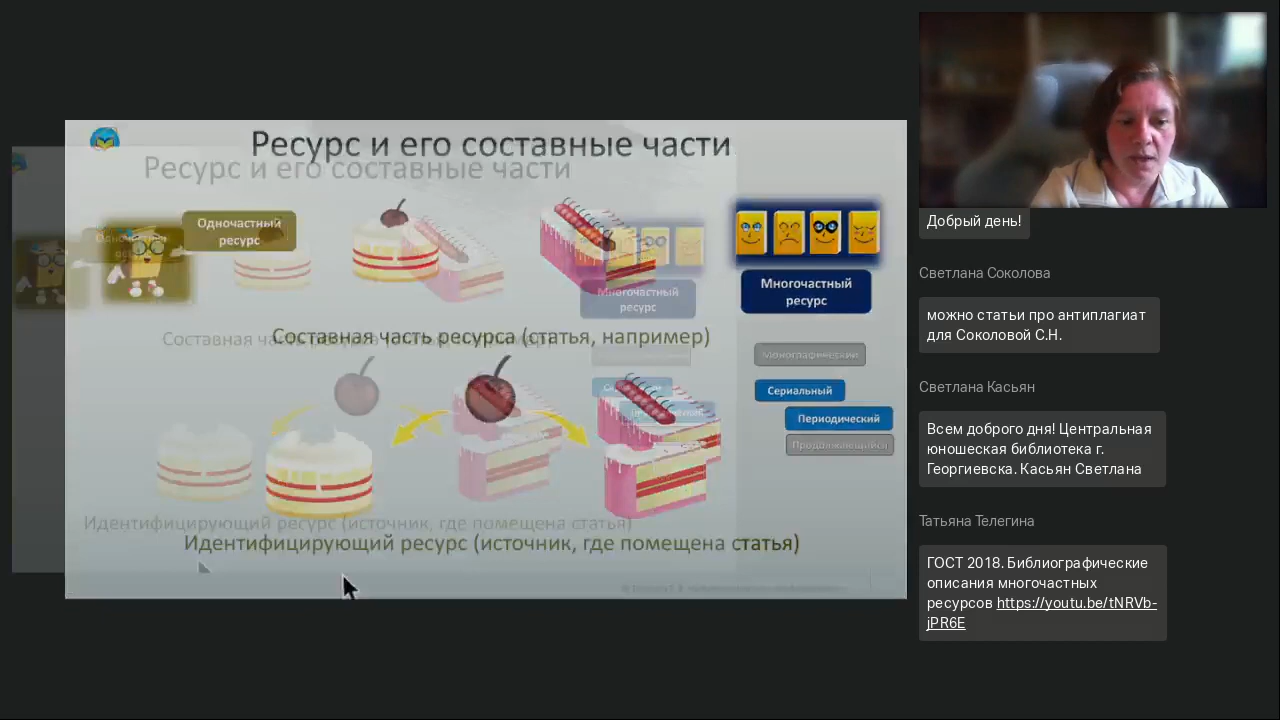 Ресурс и его составные части
Ресурс и его составные части
Одночастный
ресурс
Многочастный
ресурс
Многочастный
ресурс
Составная часть ресурса (статья, например)
Монографический
Сериальный
Периодический
Продолжающийся
Идентифицирующий ресурс (источник, где помещена статья)
Идентифицирующий ресурс (источник, где помещена статья)
Добрый день!
Светлана Соколова
можно статьи про антиплагиат
для Соколовой С.Н.
Светлана Касьян
Всем доброго дня! Центральная
юношеская библиотека г.
Георгиевска. Касьян Светлана
Татьяна Телегина
ГОСТ 2018. Библиографические
описания многочастных
ресурсов https://youtu.be/tNRVb-
jPR6E